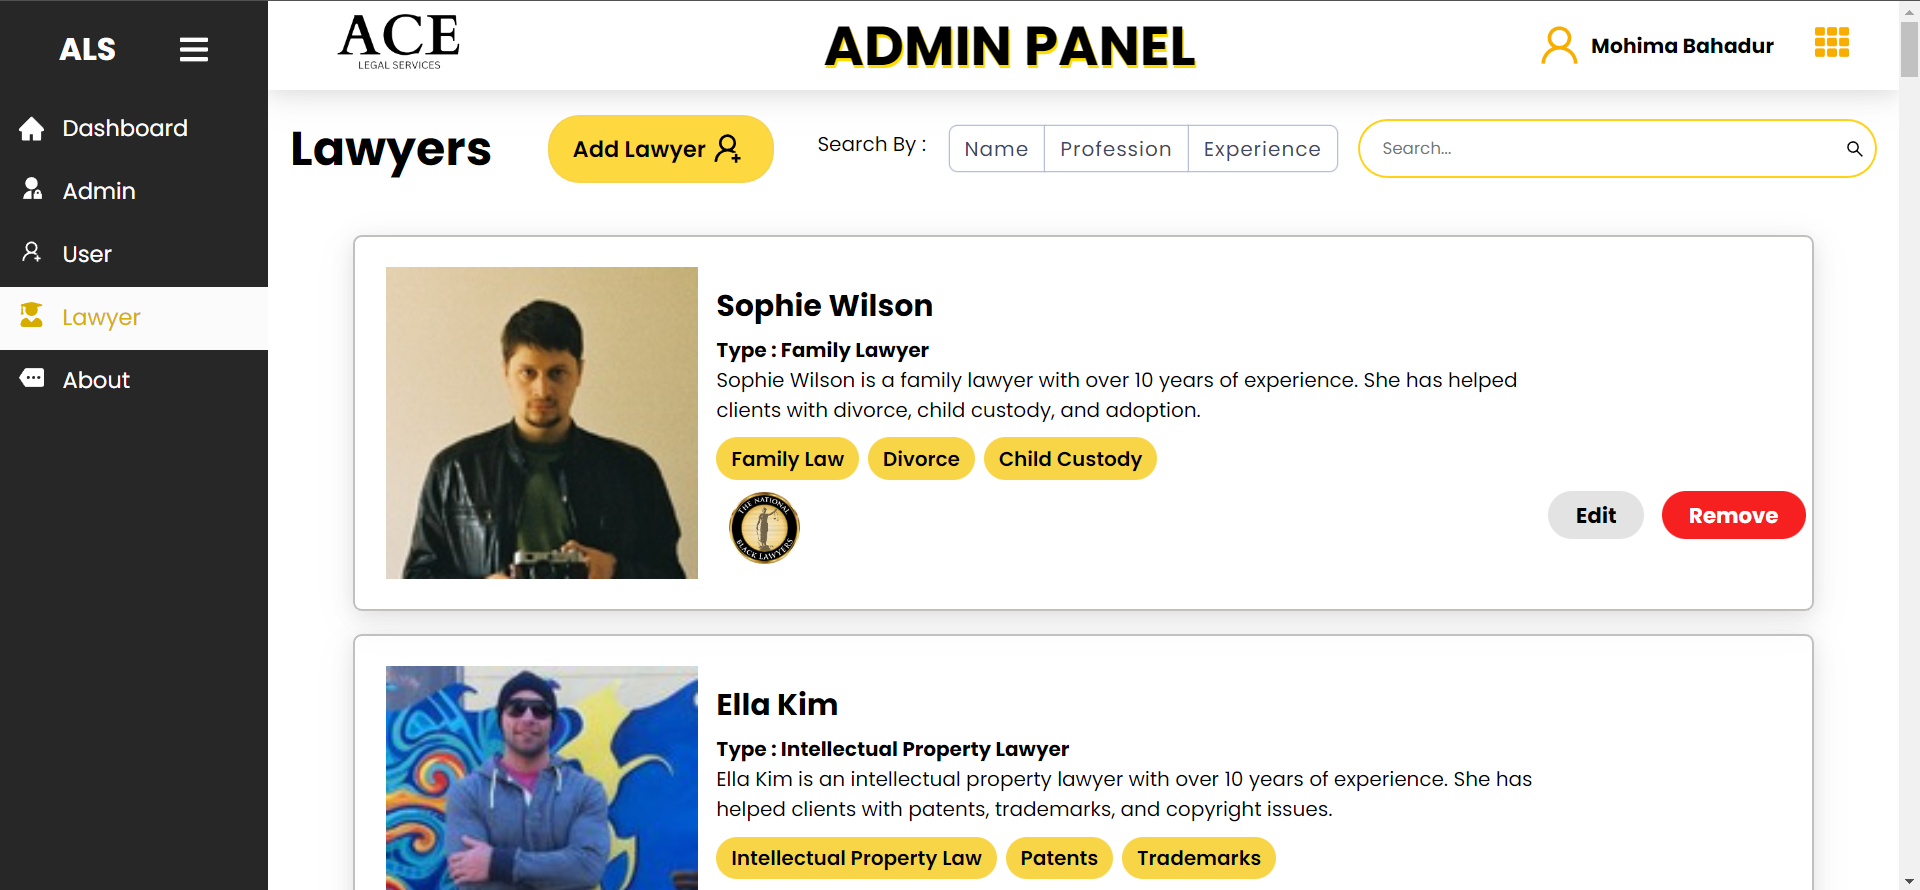 ALS
ACE
LEGAL SERVICES
ADMIN PANEL
Mohima Bahadur
Dashboard
Admin
User
Lawyer
About
Lawyers
Add Lawyer
Search By :
Name
Profession
Experience
Search...
Sophie Wilson
Type : Family Lawyer
Sophie Wilson is a family lawyer with over 10 years of experience. She has helped
clients with divorce, child custody, and adoption.
Family Law
Divorce
Child Custody
THE NATIONAL
BLACK LAWYERS
Edit
Remove
Ella Kim
Type : Intellectual Property Lawyer
Ella Kim is an intellectual property lawyer with over 10 years of experience. She has
helped clients with patents, trademarks, and copyright issues.
Intellectual Property Law
Patents
Trademarks